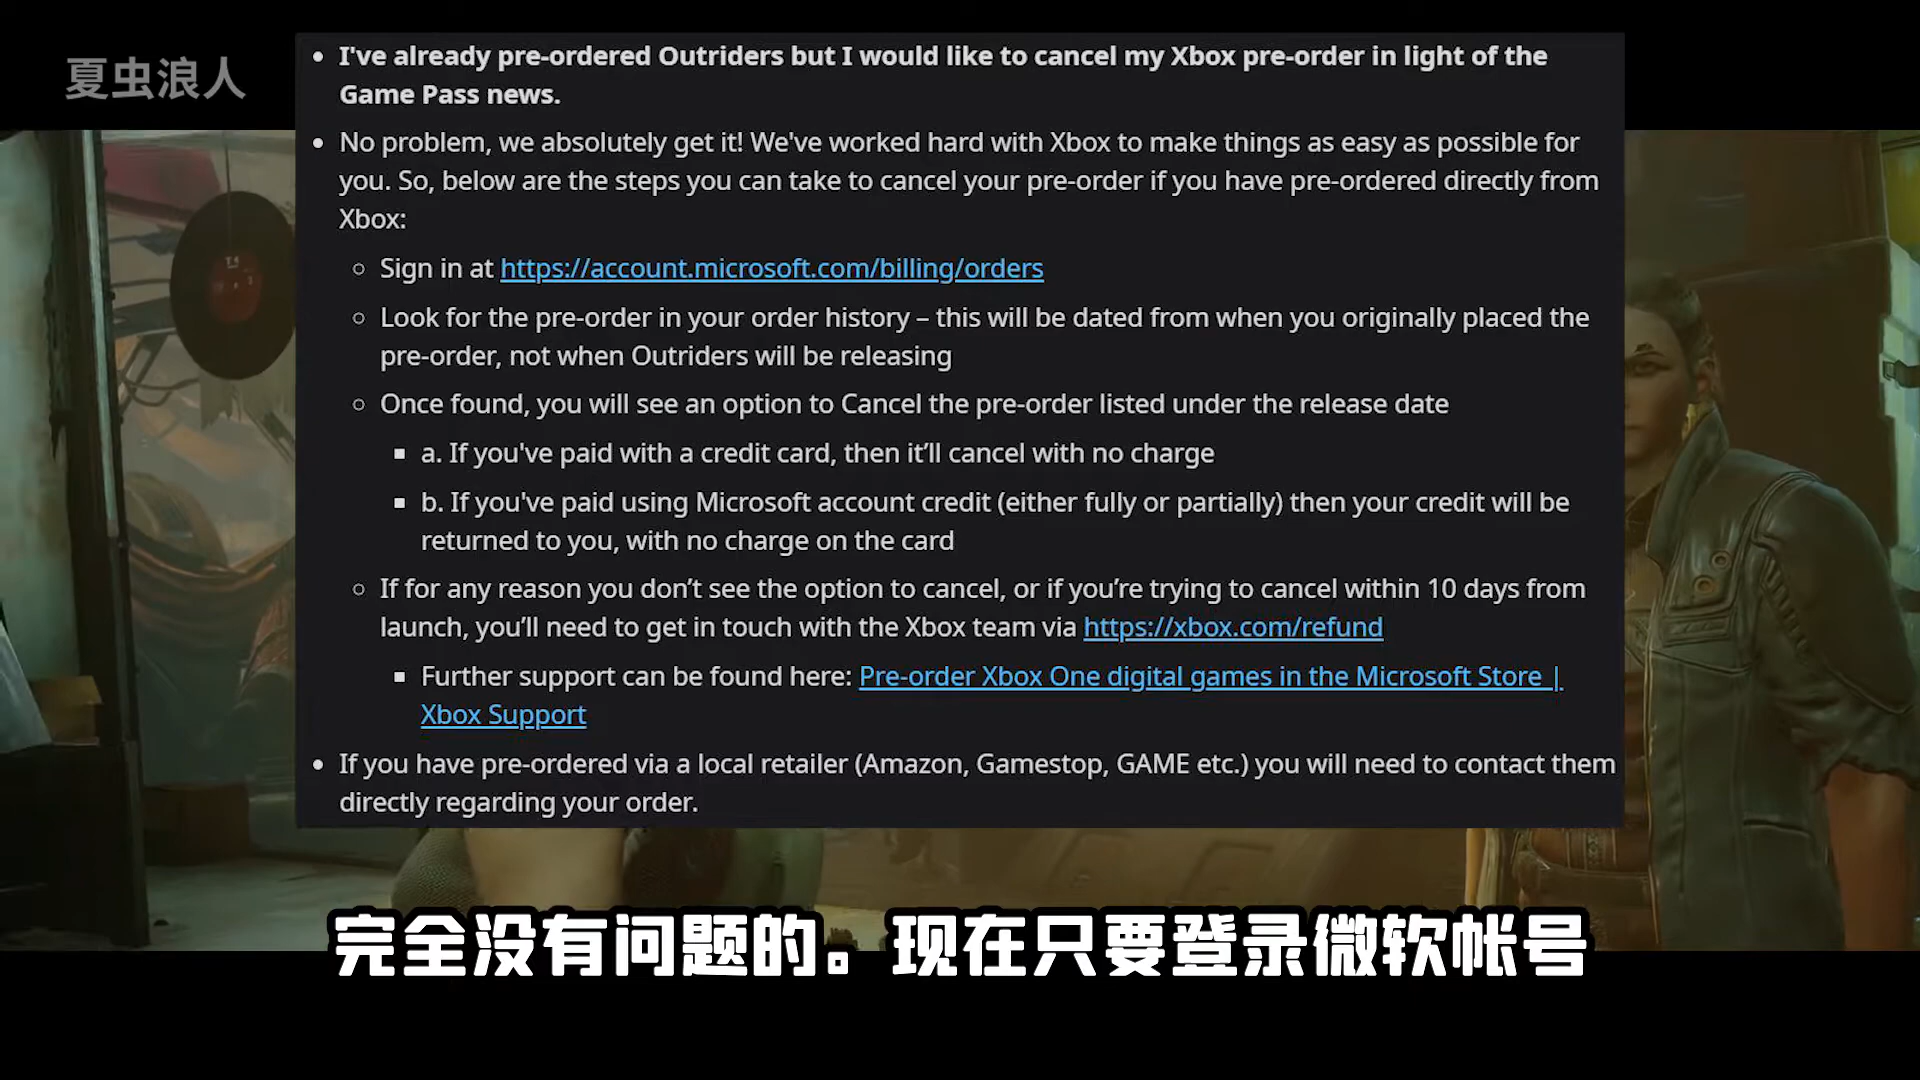 夏虫浪人
• I've already pre-ordered Outriders but I would like to cancel my Xbox pre-order in light of the
Game Pass news.
• No problem, we absolutely get it! We've worked hard with Xbox to make things as easy as possible for
you. So, below are the steps you can take to cancel your pre-order if you have pre-ordered directly from
Xbox:
○ Sign in at https://account.microsoft.com/billing/orders
○ Look for the pre-order in your order history – this will be dated from when you originally placed the
pre-order, not when Outriders will be releasing
○ Once found, you will see an option to Cancel the pre-order listed under the release date
▪ a. If you've paid with a credit card, then it’ll cancel with no charge
▪ b. If you've paid using Microsoft account credit (either fully or partially) then your credit will be
returned to you, with no charge on the card
○ If for any reason you don’t see the option to cancel, or if you’re trying to cancel within 10 days from
launch, you’ll need to get in touch with the Xbox team via https://xbox.com/refund
▪ Further support can be found here: Pre-order Xbox One digital games in the Microsoft Store |
Xbox Support
• If you have pre-ordered via a local retailer (Amazon, Gamestop, GAME etc.) you will need to contact them
directly regarding your order.
完全没有问题的。现在只要登录微软帐号